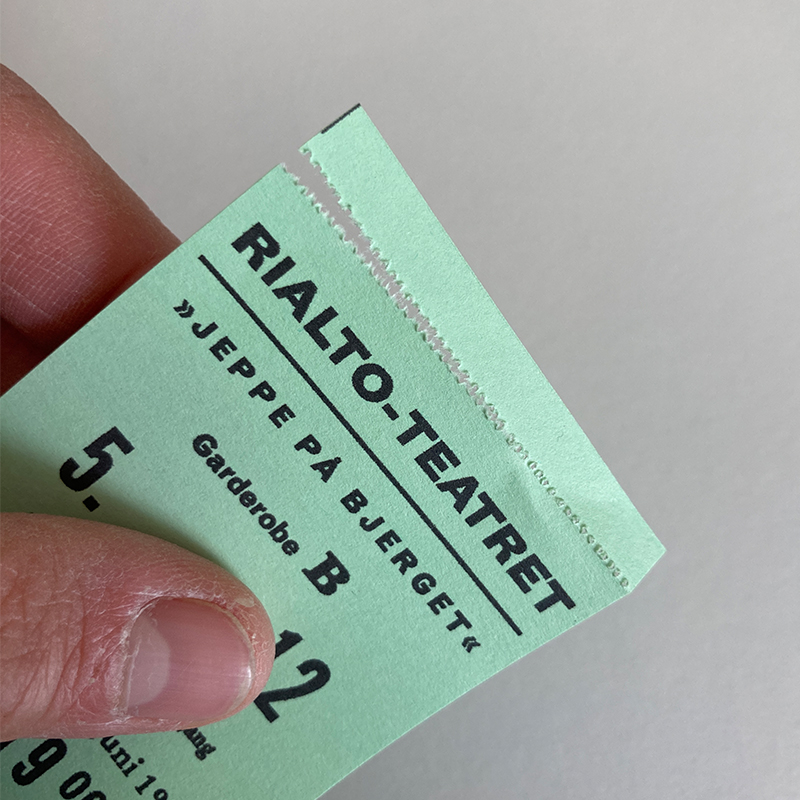 RIALTO-TEATRET
»JEPPE PÅ BJERGET«
Garderobe B
5.
12